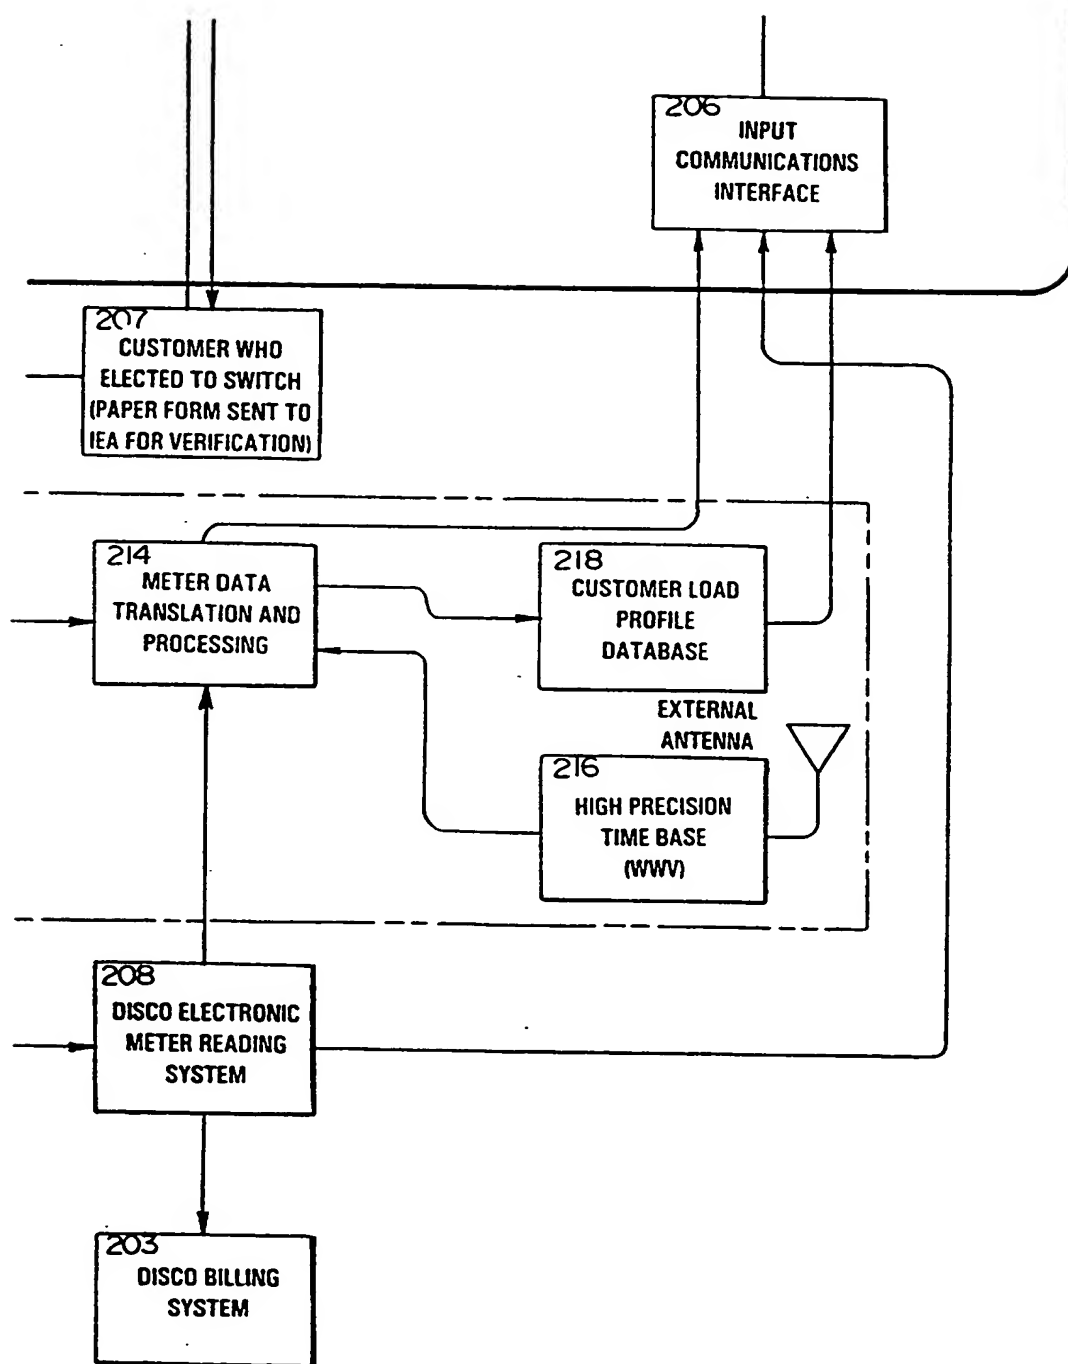 206
INPUT
COMMUNICATIONS
INTERFACE
207
CUSTOMER WHO
ELECTED TO SWITCH
(PAPER FORM SENT TO
IEA FOR VERIFICATION)
214
METER DATA
TRANSLATION AND
PROCESSING
218
CUSTOMER LOAD
PROFILE
DATABASE
EXTERNAL
ANTENNA
216
HIGH PRECISION
TIME BASE
(WWV)
208
DISCO ELECTRONIC
METER READING
SYSTEM
203
DISCO BILLING
SYSTEM